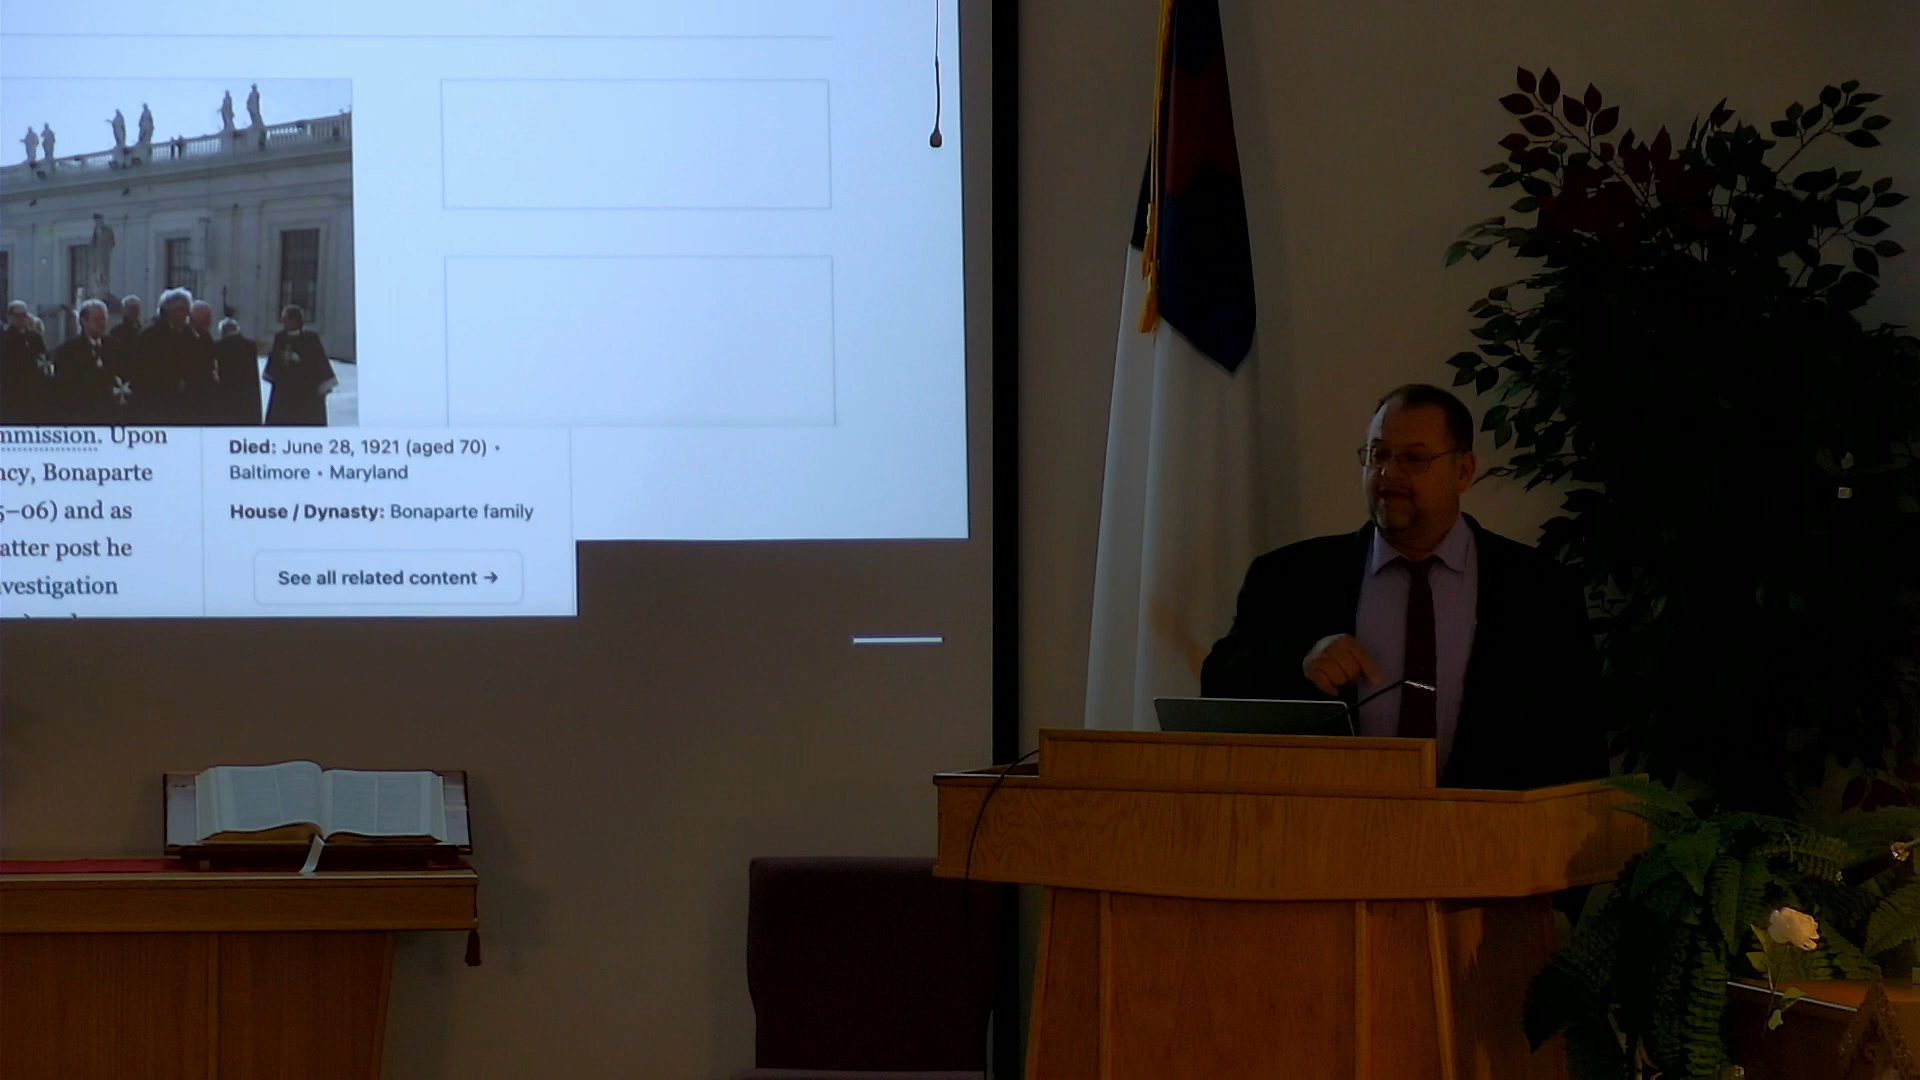 mmission. Upon
ncy, Bonaparte
5–06) and as
atter post he
vestigation
Died: June 28, 1921 (aged 70) •
Baltimore • Maryland
House / Dynasty: Bonaparte family
See all related content →